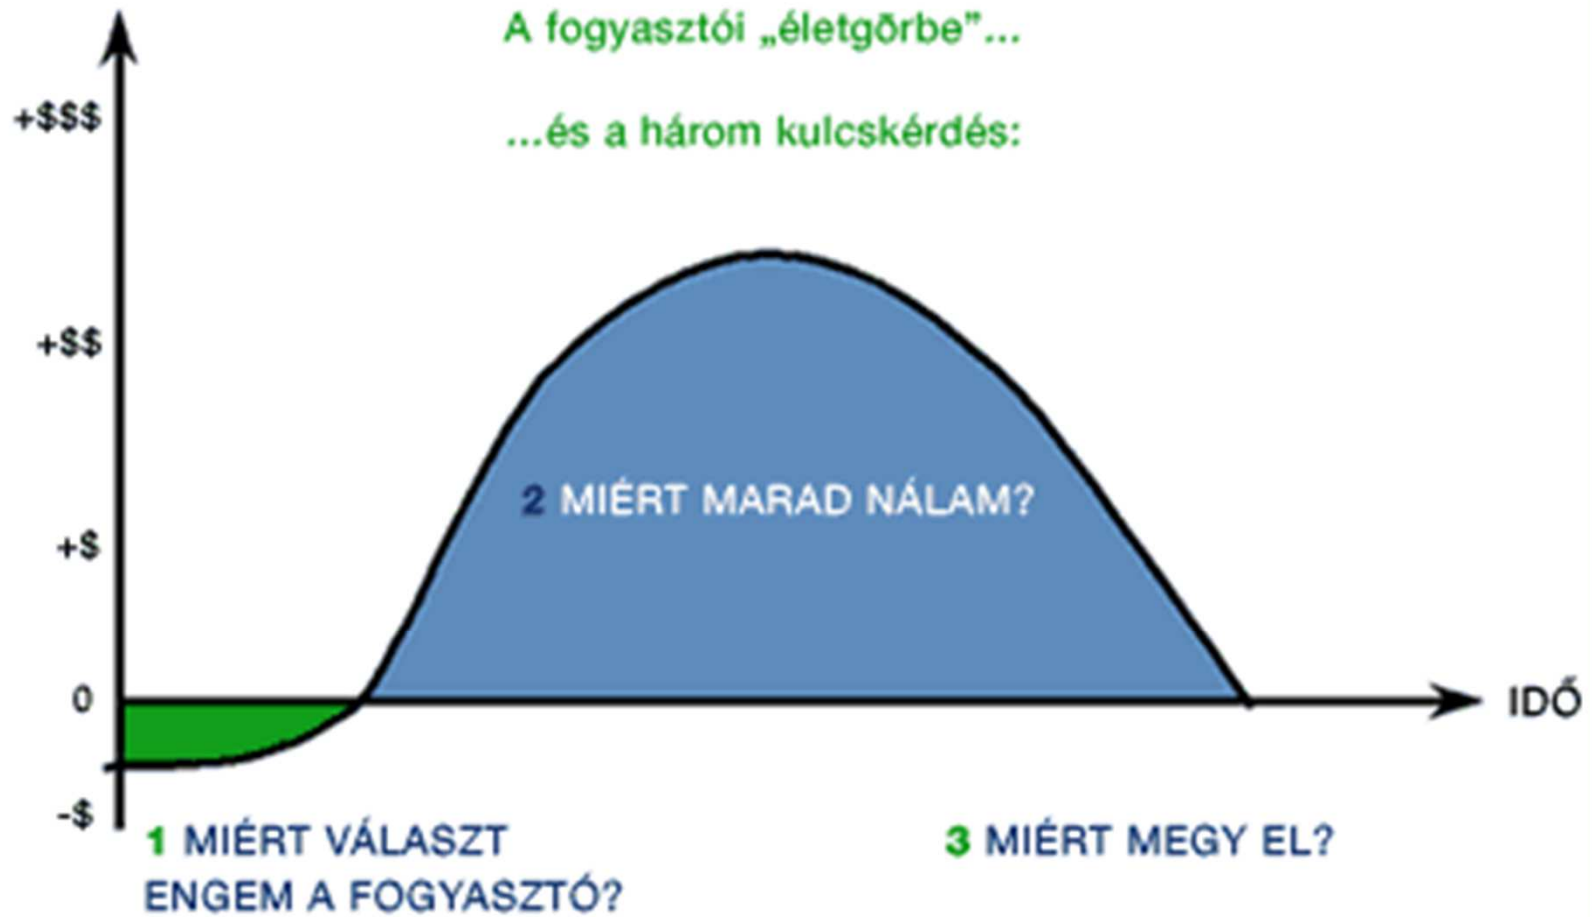 A fogyasztói „életgõrbe”...
...és a három kulcskérdés:
+$$$
+$$
+$
0
-$
IDŐ
2 MIÉRT MARAD NÁLAM?
1 MIÉRT VÁLASZT
ENGEM A FOGYASZTÓ?
3 MIÉRT MEGY EL?